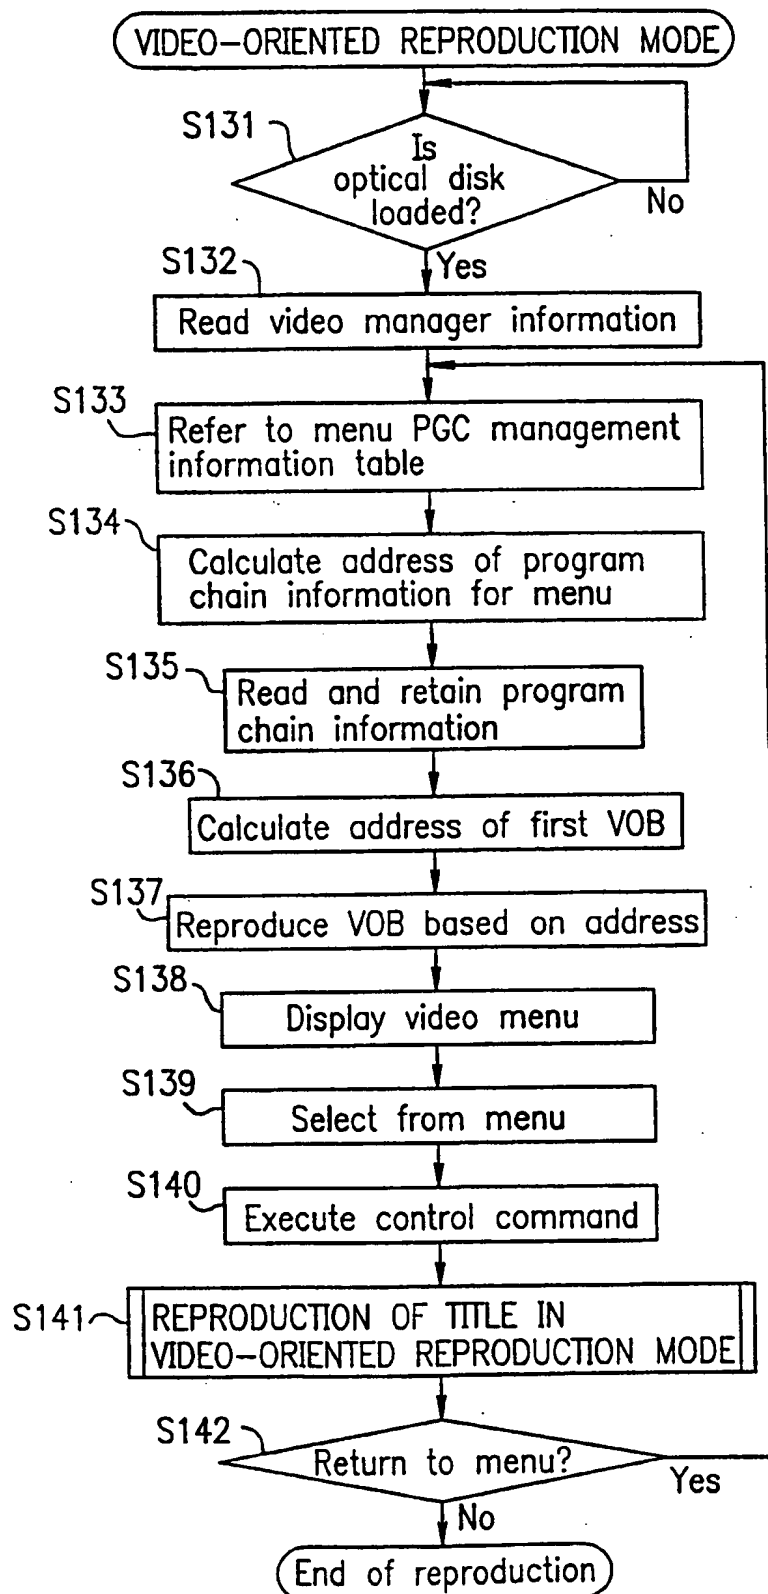 VIDEO-ORIENTED REPRODUCTION MODE
S131
Is
optical disk
loaded?
No
Yes
S132
Read video manager information
S133
Refer to menu PGC management
information table
S134
Calculate address of program
chain information for menu
S135
Read and retain program
chain information
S136
Calculate address of first VOB
S137
Reproduce VOB based on address
S138
Display video menu
S139
Select from menu
S140
Execute control command
S141
REPRODUCTION OF TITLE IN
VIDEO-ORIENTED REPRODUCTION MODE
S142
Return to menu?
Yes
No
End of reproduction